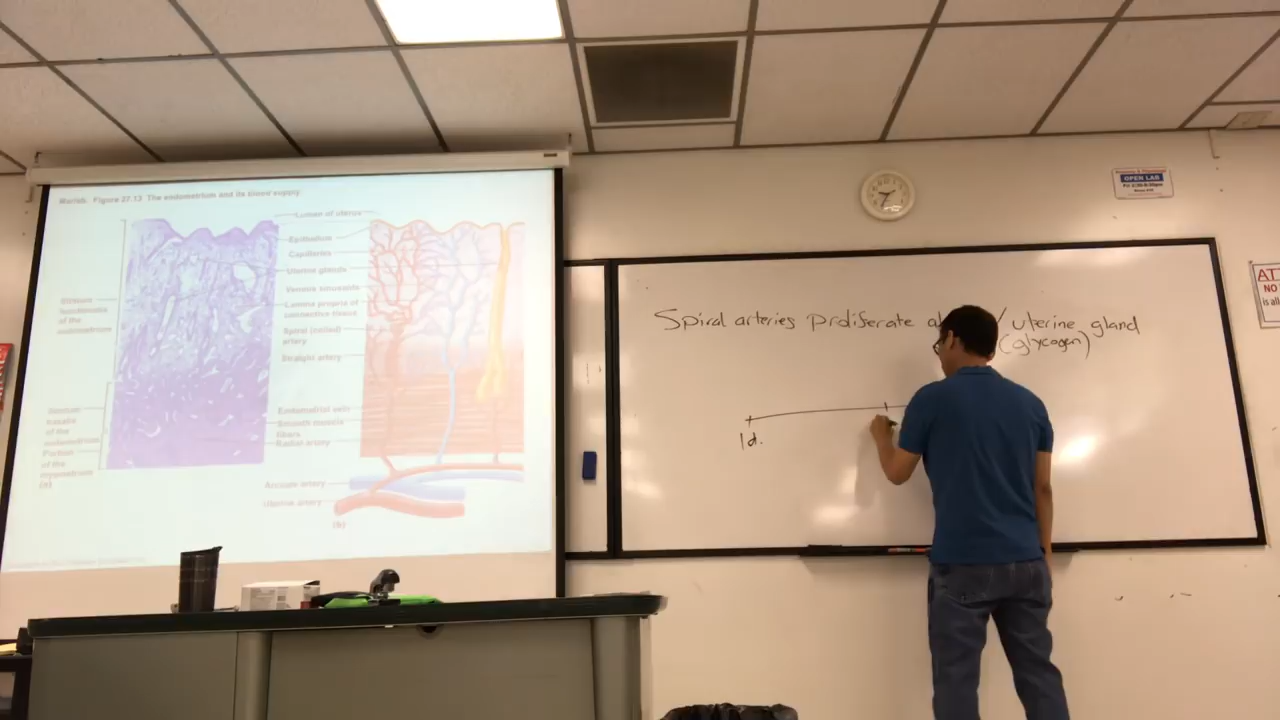 Marieb, Figure 27.13 The endometrium and its blood supply.
Lumen of uterus
Epithelium
Capillaries
Uterine glands
Venous sinusoids
Lamina propria of
connective tissue
Spiral (coiled)
artery
Straight artery
Endometrial vein
Smooth muscle
fibers
Radial artery
Arcuate artery
Uterine artery
(b)
Stratum
functionalis
of the
endometrium
Stratum
basalis
of the
endometrium
Portion
of the
myometrium
(a)
Spiral arteries proliferate / uterine gland
(glycogen)
1d.
OPEN LAB
NO
is all